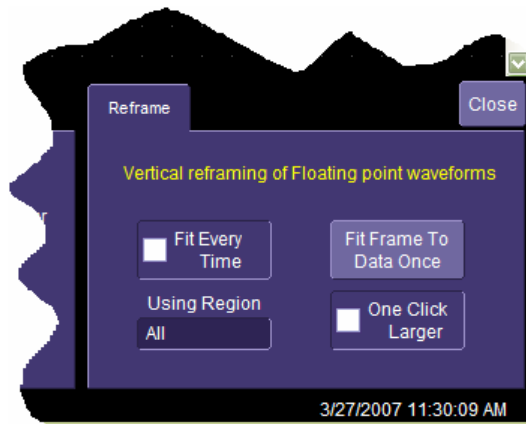 Reframe
Close
Vertical reframing of Floating point waveforms
Fit Every
Time
Fit Frame To
Data Once
Using Region
All
One Click
Larger
3/27/2007 11:30:09 AM